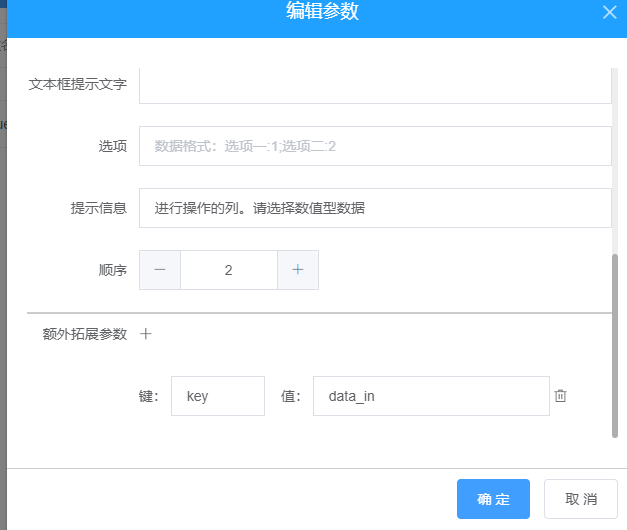 编辑参数
文本框提示文字
选项 数据格式：选项一:1;选项二:2
提示信息 进行操作的列。请选择数值型数据
顺序 2
额外拓展参数
键： key 值： data_in
确 定 取 消